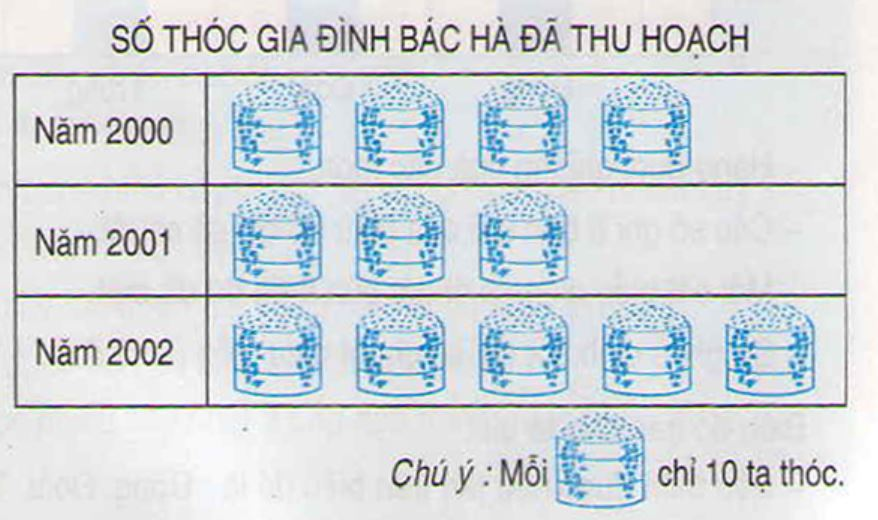 SỐ THÓC GIA ĐÌNH BÁC HÀ ĐÃ THU HOẠCH
Năm 2000
Năm 2001
Năm 2002
Chú ý : Mỗi chỉ 10 tạ thóc.